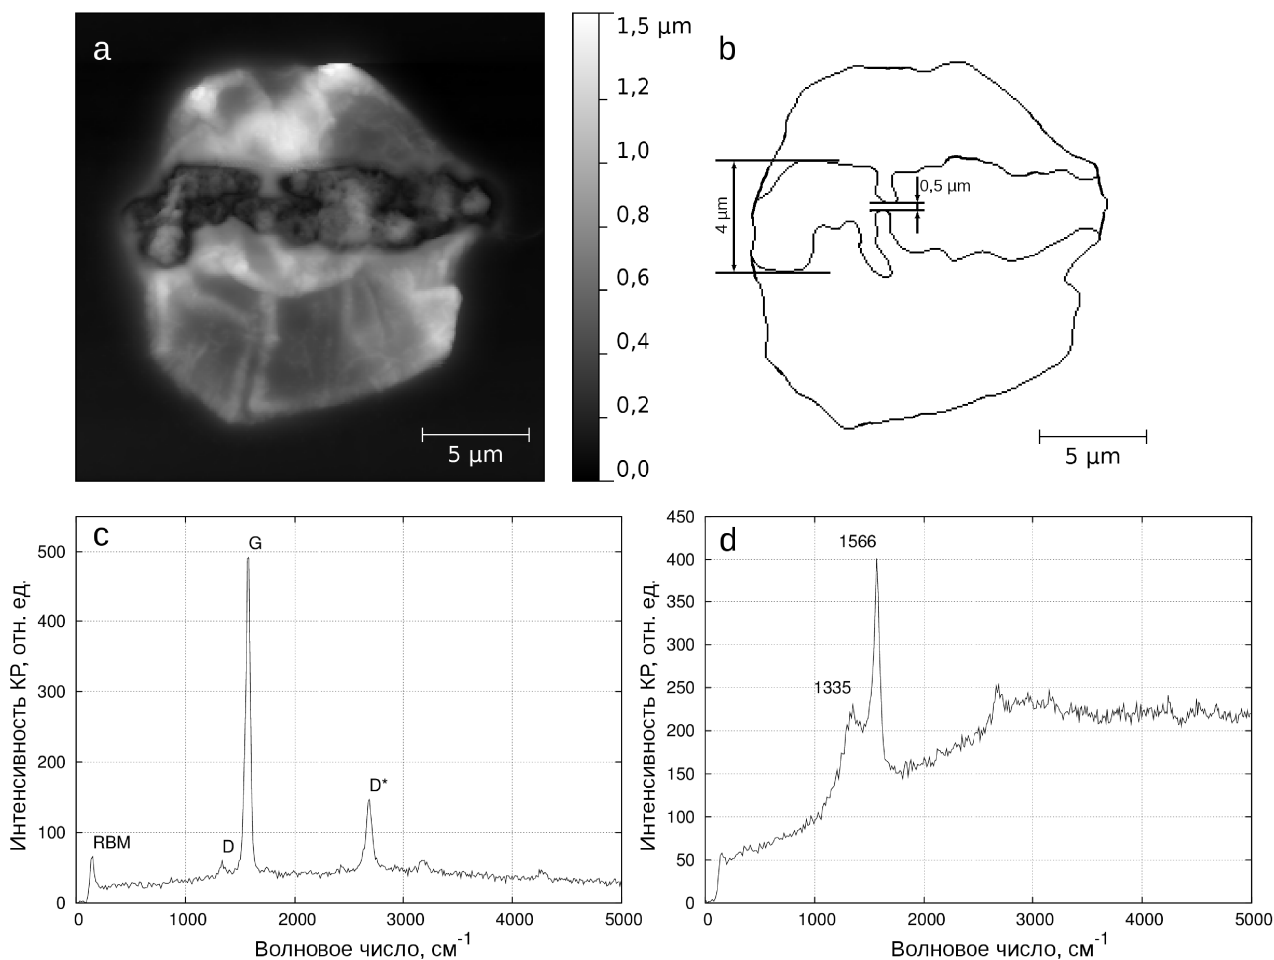 a
1,5 µm
1,2
1,0
0,8
0,6
0,4
0,2
0,0
5 µm
b
4 µm
0,5 µm
5 µm
c
Интенсивность КР, отн. ед.
500
400
300
200
100
0
RBM
D
G
D*
0 1000 2000 3000 4000 5000
Волновое число, см-1
d
Интенсивность КР, отн. ед.
450
400
350
300
250
200
150
100
50
0
1566
1335
0 1000 2000 3000 4000 5000
Волновое число, см-1